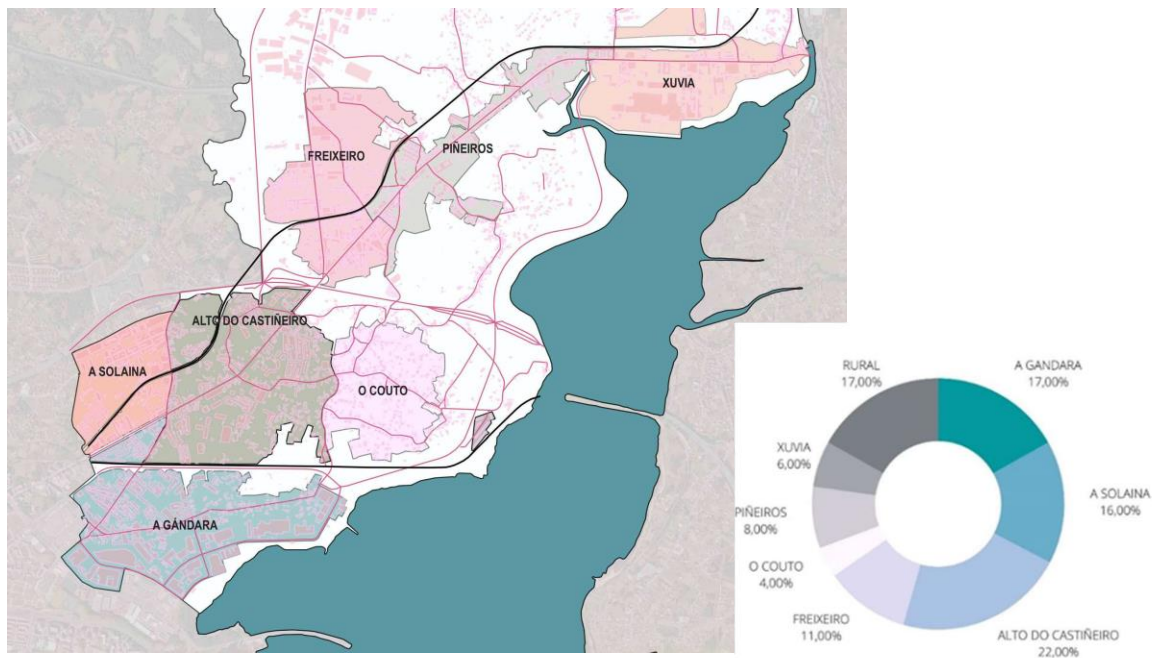 XUVIA
FREIXEIRO
PIÑEIROS
ALTO DO CASTIÑEIRO
A SOLAINA
O COUTO
A GÁNDARA
RURAL
17,00%
A GANDARA
17,00%
XUVIA
6,00%
A SOLAINA
16,00%
PIÑEIROS
8,00%
O COUTO
4,00%
FREIXEIRO
11,00%
ALTO DO CASTIÑEIRO
22,00%